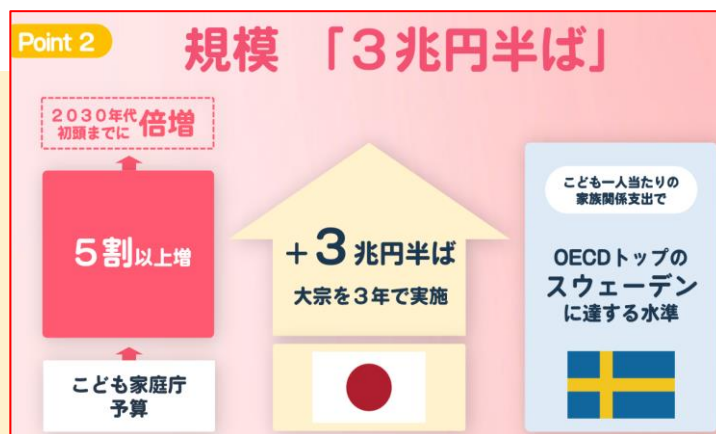 Point 2
規模 「3兆円半ば」
2030年代
初頭までに 倍増
5割以上増
こども家庭庁
予算
+3兆円半ば
大宗を3年で実施
こども一人当たりの
家族関係支出で
OECDトップの
スウェーデン
に達する水準